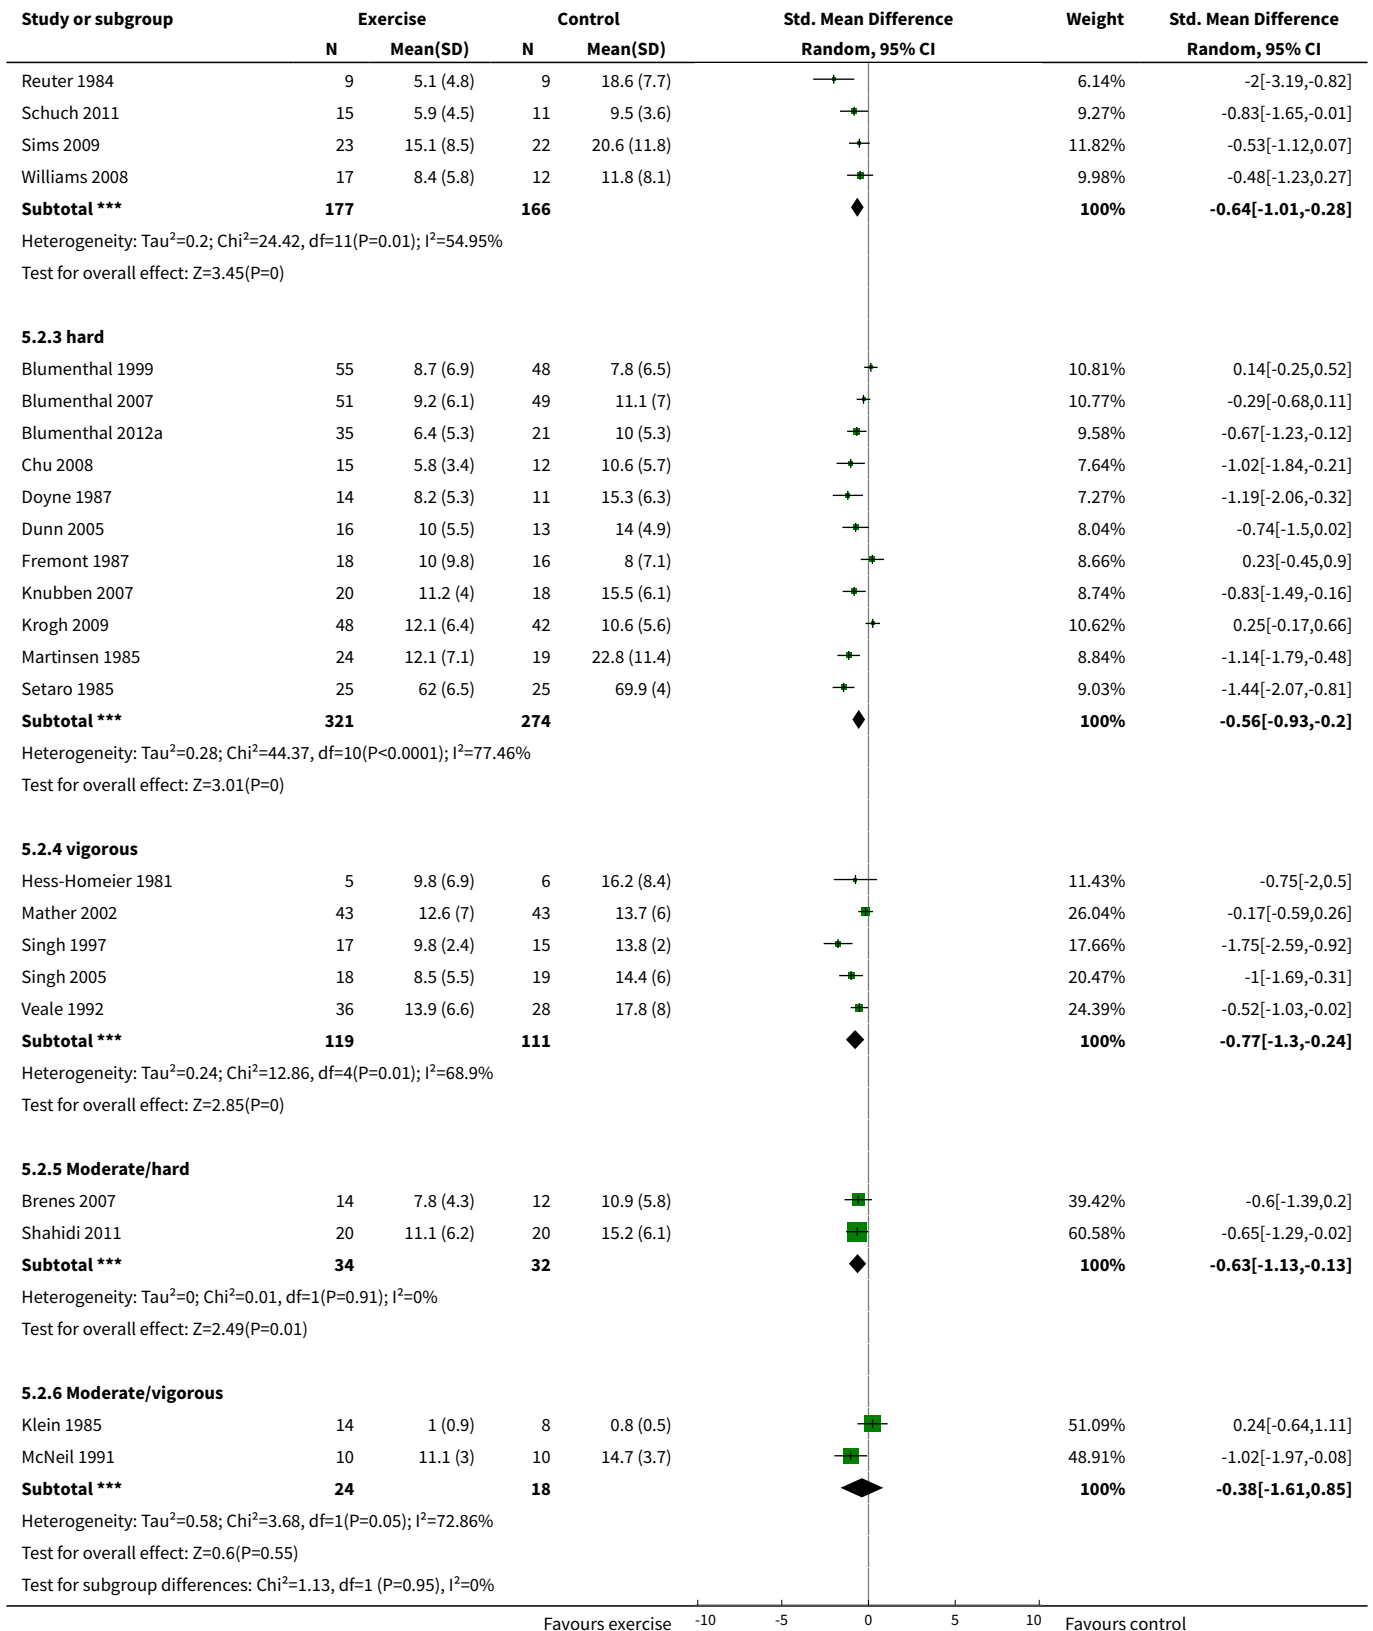 Study or subgroup Exercise Control Std. Mean Difference Weight Std. Mean Difference
N Mean(SD) N Mean(SD) Random, 95% CI Random, 95% CI
Reuter 1984 9 5.1 (4.8) 9 18.6 (7.7) 6.14% -2[-3.19,-0.82]
Schuch 2011 15 5.9 (4.5) 11 9.5 (3.6) 9.27% -0.83[-1.65,-0.01]
Sims 2009 23 15.1 (8.5) 22 20.6 (11.8) 11.82% -0.53[-1.12,0.07]
Williams 2008 17 8.4 (5.8) 12 11.8 (8.1) 9.98% -0.48[-1.23,0.27]
Subtotal *** 177 166 100% -0.64[-1.01,-0.28]
Heterogeneity: Tau²=0.2; Chi²=24.42, df=11(P=0.01); I²=54.95%
Test for overall effect: Z=3.45(P=0)
5.2.3 hard
Blumenthal 1999 55 8.7 (6.9) 48 7.8 (6.5) 10.81% 0.14[-0.25,0.52]
Blumenthal 2007 51 9.2 (6.1) 49 11.1 (7) 10.77% -0.29[-0.68,0.11]
Blumenthal 2012a 35 6.4 (5.3) 21 10 (5.3) 9.58% -0.67[-1.23,-0.12]
Chu 2008 15 5.8 (3.4) 12 10.6 (5.7) 7.64% -1.02[-1.84,-0.21]
Doyne 1987 14 8.2 (5.3) 11 15.3 (6.3) 7.27% -1.19[-2.06,-0.32]
Dunn 2005 16 10 (5.5) 13 14 (4.9) 8.04% -0.74[-1.5,0.02]
Fremont 1987 18 10 (9.8) 16 8 (7.1) 8.66% 0.23[-0.45,0.9]
Knubben 2007 20 11.2 (4) 18 15.5 (6.1) 8.74% -0.83[-1.49,-0.16]
Krogh 2009 48 12.1 (6.4) 42 10.6 (5.6) 10.62% 0.25[-0.17,0.66]
Martinsen 1985 24 12.1 (7.1) 19 22.8 (11.4) 8.84% -1.14[-1.79,-0.48]
Setaro 1985 25 62 (6.5) 25 69.9 (4) 9.03% -1.44[-2.07,-0.81]
Subtotal *** 321 274 100% -0.56[-0.93,-0.2]
Heterogeneity: Tau²=0.28; Chi²=44.37, df=10(P<0.0001); I²=77.46%
Test for overall effect: Z=3.01(P=0)
5.2.4 vigorous
Hess-Homeier 1981 5 9.8 (6.9) 6 16.2 (8.4) 11.43% -0.75[-2,0.5]
Mather 2002 43 12.6 (7) 43 13.7 (6) 26.04% -0.17[-0.59,0.26]
Singh 1997 17 9.8 (2.4) 15 13.8 (2) 17.66% -1.75[-2.59,-0.92]
Singh 2005 18 8.5 (5.5) 19 14.4 (6) 20.47% -1[-1.69,-0.31]
Veale 1992 36 13.9 (6.6) 28 17.8 (8) 24.39% -0.52[-1.03,-0.02]
Subtotal *** 119 111 100% -0.77[-1.3,-0.24]
Heterogeneity: Tau²=0.24; Chi²=12.86, df=4(P=0.01); I²=68.9%
Test for overall effect: Z=2.85(P=0)
5.2.5 Moderate/hard
Brenes 2007 14 7.8 (4.3) 12 10.9 (5.8) 39.42% -0.6[-1.39,0.2]
Shahidi 2011 20 11.1 (6.2) 20 15.2 (6.1) 60.58% -0.65[-1.29,-0.02]
Subtotal *** 34 32 100% -0.63[-1.13,-0.13]
Heterogeneity: Tau²=0; Chi²=0.01, df=1(P=0.91); I²=0%
Test for overall effect: Z=2.49(P=0.01)
5.2.6 Moderate/vigorous
Klein 1985 14 1 (0.9) 8 0.8 (0.5) 51.09% 0.24[-0.64,1.11]
McNeil 1991 10 11.1 (3) 10 14.7 (3.7) 48.91% -1.02[-1.97,-0.08]
Subtotal *** 24 18 100% -0.38[-1.61,0.85]
Heterogeneity: Tau²=0.58; Chi²=3.68, df=1(P=0.05); I²=72.86%
Test for overall effect: Z=0.6(P=0.55)
Test for subgroup differences: Chi²=1.13, df=1 (P=0.95), I²=0%
Favours exercise -10 -5 0 5 10 Favours control